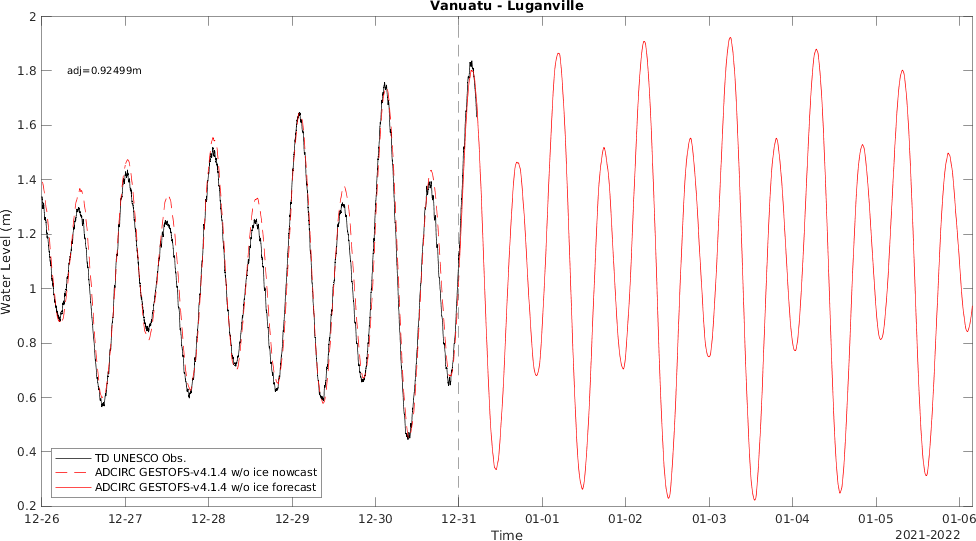 Vanuatu - Luganville
2
1.8
1.6
1.4
1.2
1
0.8
0.6
0.4
0.2
Water Level (m)
adj=0.92499m
TD UNESCO Obs.
ADCIRC GESTOFS-v4.1.4 w/o ice nowcast
ADCIRC GESTOFS-v4.1.4 w/o ice forecast
12-26 12-27 12-28 12-29 12-30 12-31 01-01 01-02 01-03 01-04 01-05 01-06
Time
2021-2022